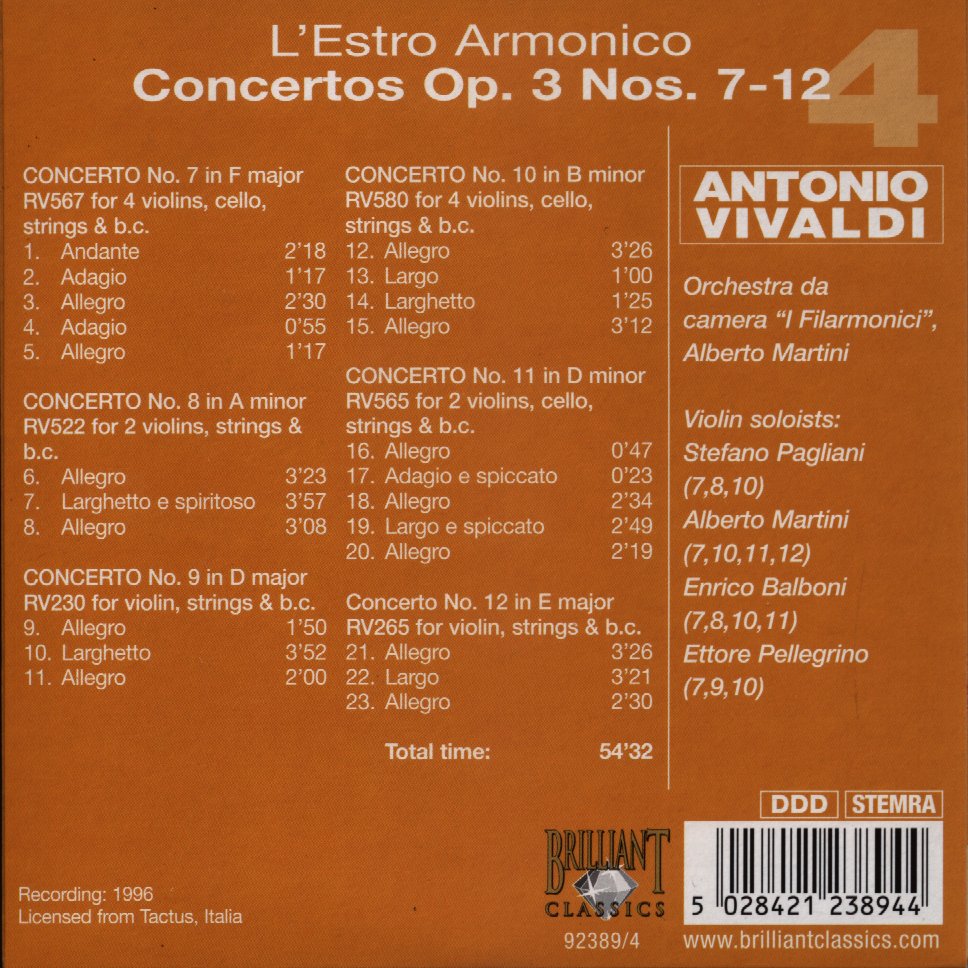 L'Estro Armonico
Concertos Op. 3 Nos. 7-12
4
CONCERTO No. 7 in F major
RV567 for 4 violins, cello,
strings & b.c.
1. Andante 2'18
2. Adagio 1'17
3. Allegro 2'30
4. Adagio 0'55
5. Allegro 1'17
CONCERTO No. 8 in A minor
RV522 for 2 violins, strings &
b.c.
6. Allegro 3'23
7. Larghetto e spiritoso 3'57
8. Allegro 3'08
CONCERTO No. 9 in D major
RV230 for violin, strings & b.c.
9. Allegro 1'50
10. Larghetto 3'52
11. Allegro 2'00
CONCERTO No. 10 in B minor
RV580 for 4 violins, cello,
strings & b.c.
12. Allegro 3'26
13. Largo 1'00
14. Larghetto 1'25
15. Allegro 3'12
CONCERTO No. 11 in D minor
RV565 for 2 violins, cello,
strings & b.c.
16. Allegro 0'47
17. Adagio e spiccato 0'23
18. Allegro 2'34
19. Largo e spiccato 2'49
20. Allegro 2'19
Concerto No. 12 in E major
RV265 for violin, strings & b.c.
21. Allegro 3'26
22. Largo 3'21
23. Allegro 2'30
Total time: 54'32
ANTONIO
VIVALDI
Orchestra da
camera "I Filarmonici",
Alberto Martini
Violin soloists:
Stefano Pagliani
(7,8,10)
Alberto Martini
(7,10,11,12)
Enrico Balboni
(7,8,10,11)
Ettore Pellegrino
(7,9,10)
DDD STEMRA
Recording: 1996
Licensed from Tactus, Italia
BRILLIANT
CLASSICS
92389/4
5 028421 238944
www.brilliantclassics.com